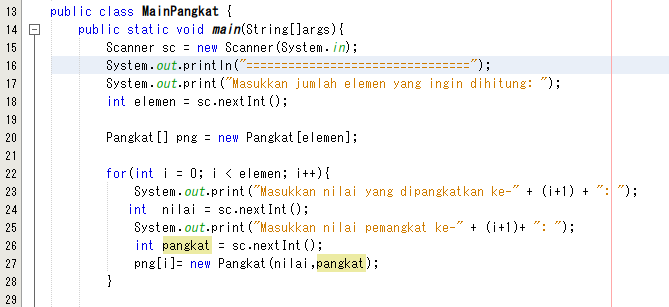 13 public class MainPangkat {
14 public static void main(String[]args){
15 Scanner sc = new Scanner(System.in);
16 System.out.println("================================");
17 System.out.print("Masukkan jumlah elemen yang ingin dihitung: ");
18 int elemen = sc.nextInt();
19
20 Pangkat[] png = new Pangkat[elemen];
21
22 for(int i = 0; i < elemen; i++){
23 System.out.print("Masukkan nilai yang dipangkatkan ke-" + (i+1) + ": ");
24 int  nilai = sc.nextInt();
25 System.out.print("Masukkan nilai pemangkat ke-" + (i+1)+ ": ");
26 int pangkat = sc.nextInt();
27 png[i]= new Pangkat(nilai,pangkat);
28 }
29